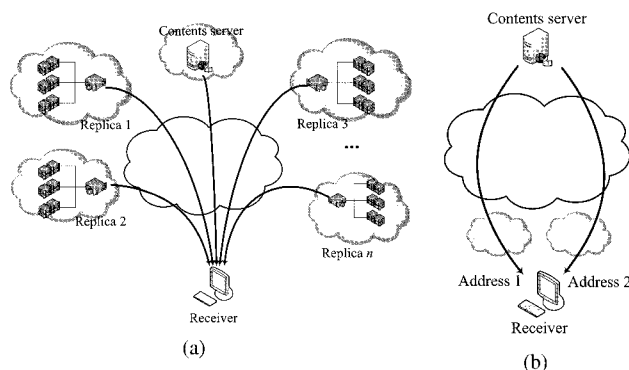 Contents server
Replica 1
Replica 3
...
Replica 2
Replica n
Receiver
(a)
Contents server
Address 1
Address 2
Receiver
(b)